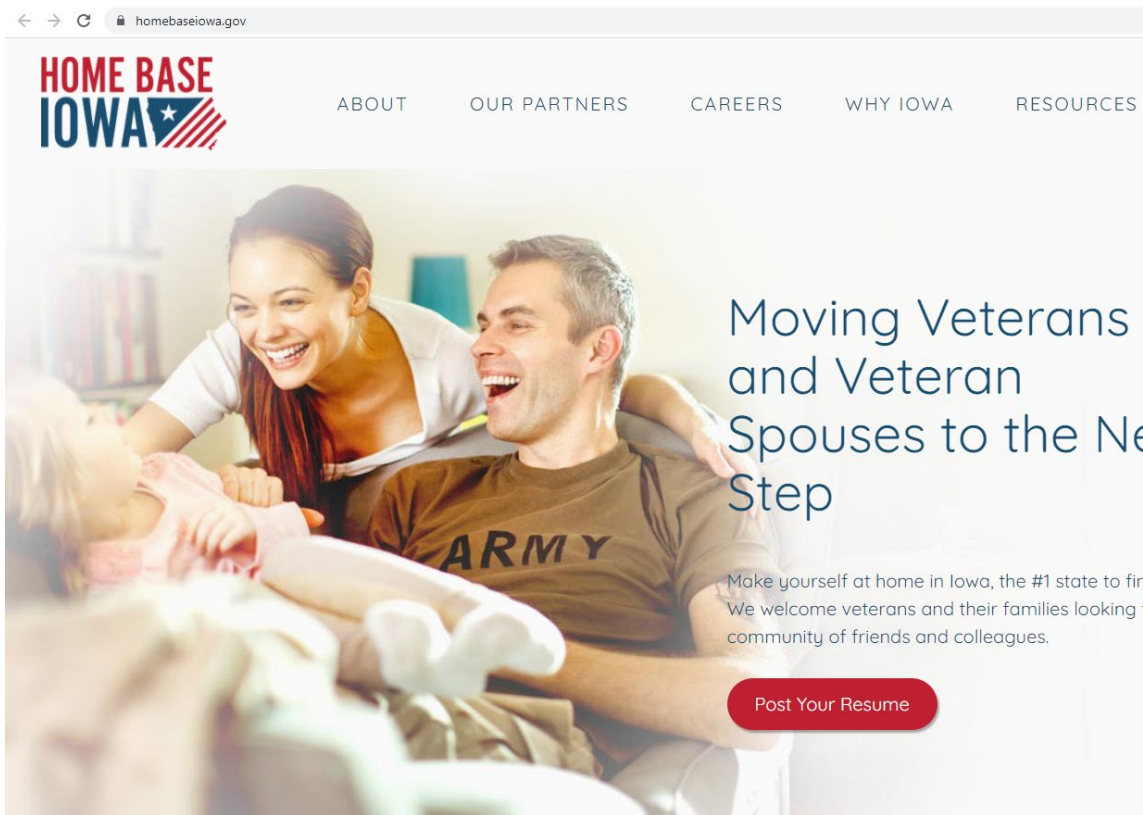 homebaseiowa.gov
HOME BASE
IOWA
ABOUT OUR PARTNERS CAREERS WHY IOWA RESOURCES
Moving Veterans
and Veteran
Spouses to the Ne
Step
ARMY
Make yourself at home in Iowa, the #1 state to fin
We welcome veterans and their families looking
community of friends and colleagues.
Post Your Resume